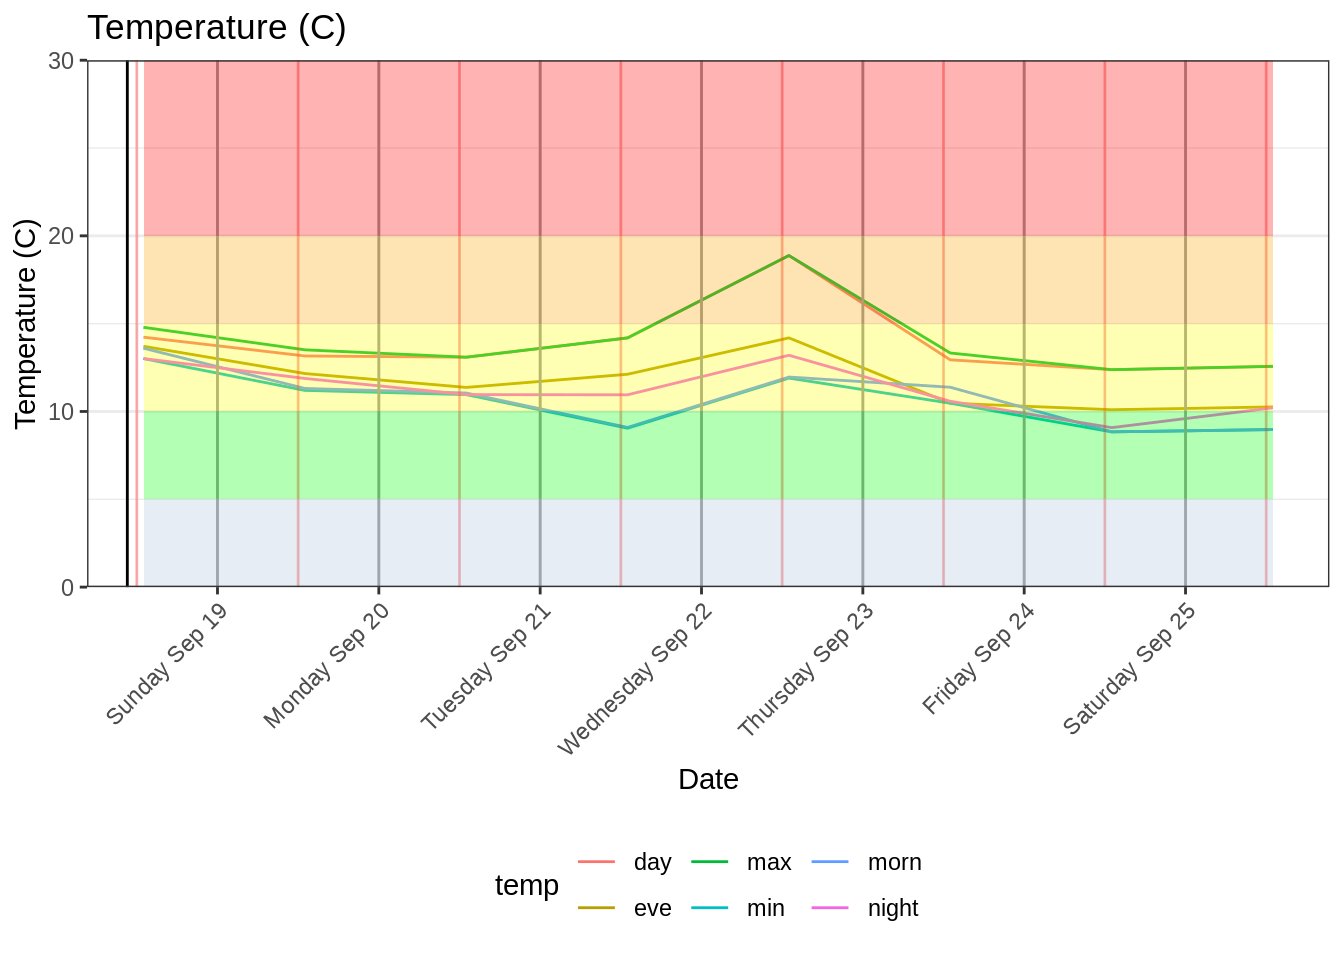 Temperature (C)
Temperature (C)
30
20
10
0
Sunday Sep 19
Monday Sep 20
Tuesday Sep 21
Wednesday Sep 22
Thursday Sep 23
Friday Sep 24
Saturday Sep 25
Date
temp
day
max
morn
eve
min
night